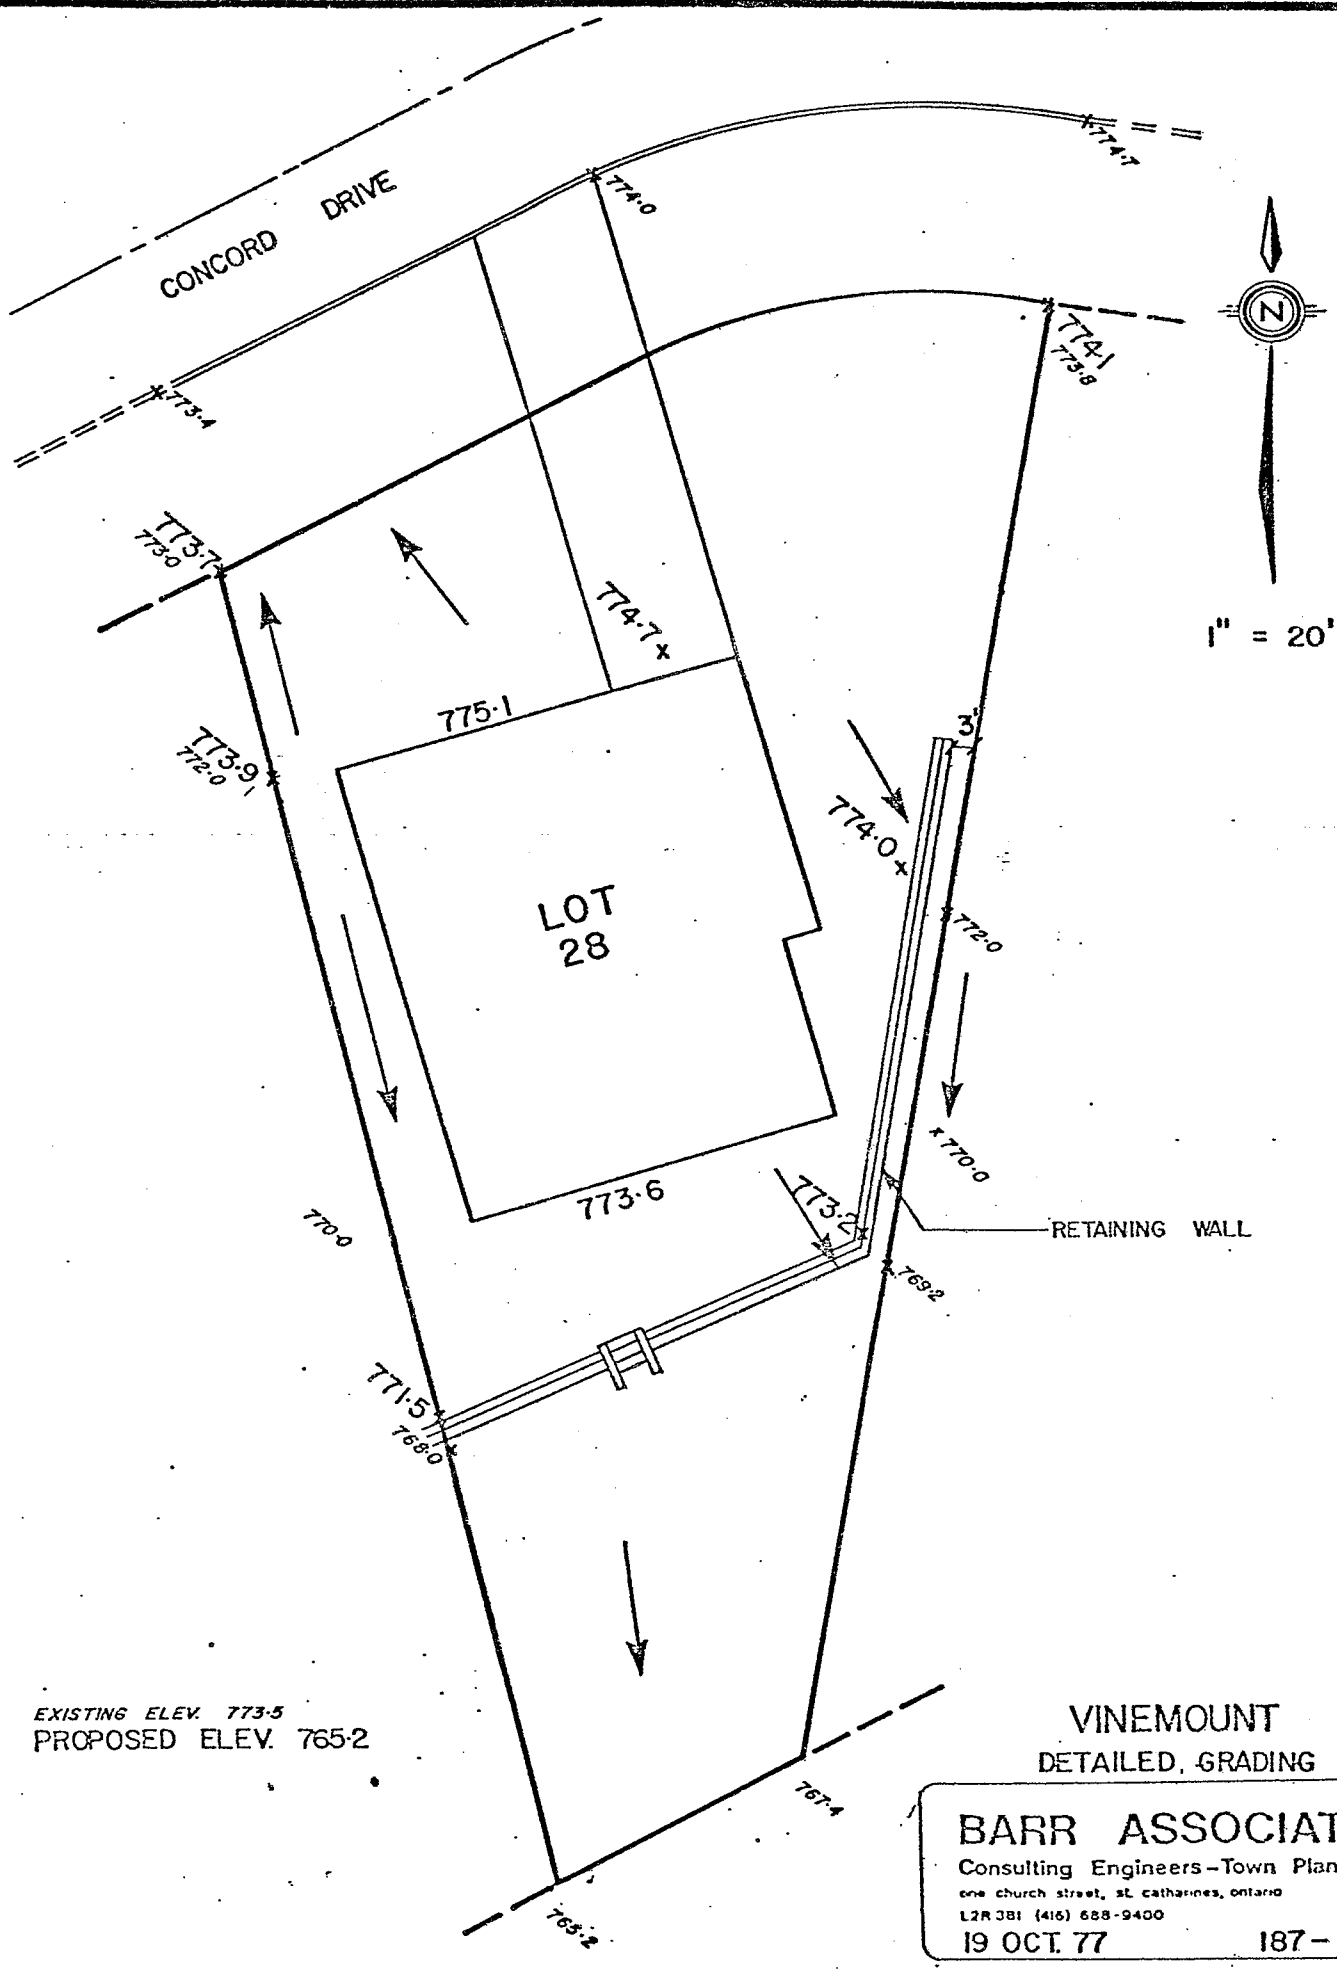 774·7
774·0
CONCORD DRIVE
N
774·1
773·8
773·4
773·7
773·0
1" = 20'
774·7 x
775·1
3'
773·9
772·0
774·0 x
LOT
28
772·0
x 770·0
773·6
773·2
770·0
RETAINING WALL
769·2
771·5
768·0
EXISTING ELEV. 773·5
PROPOSED ELEV. 765·2
VINEMOUNT
DETAILED, GRADING
767·4
BARR ASSOCIAT
Consulting Engineers-Town Plan
one church street, st. catharines, ontario
L2R 3B1 (416) 688-9400
19 OCT. 77 187-
765·2